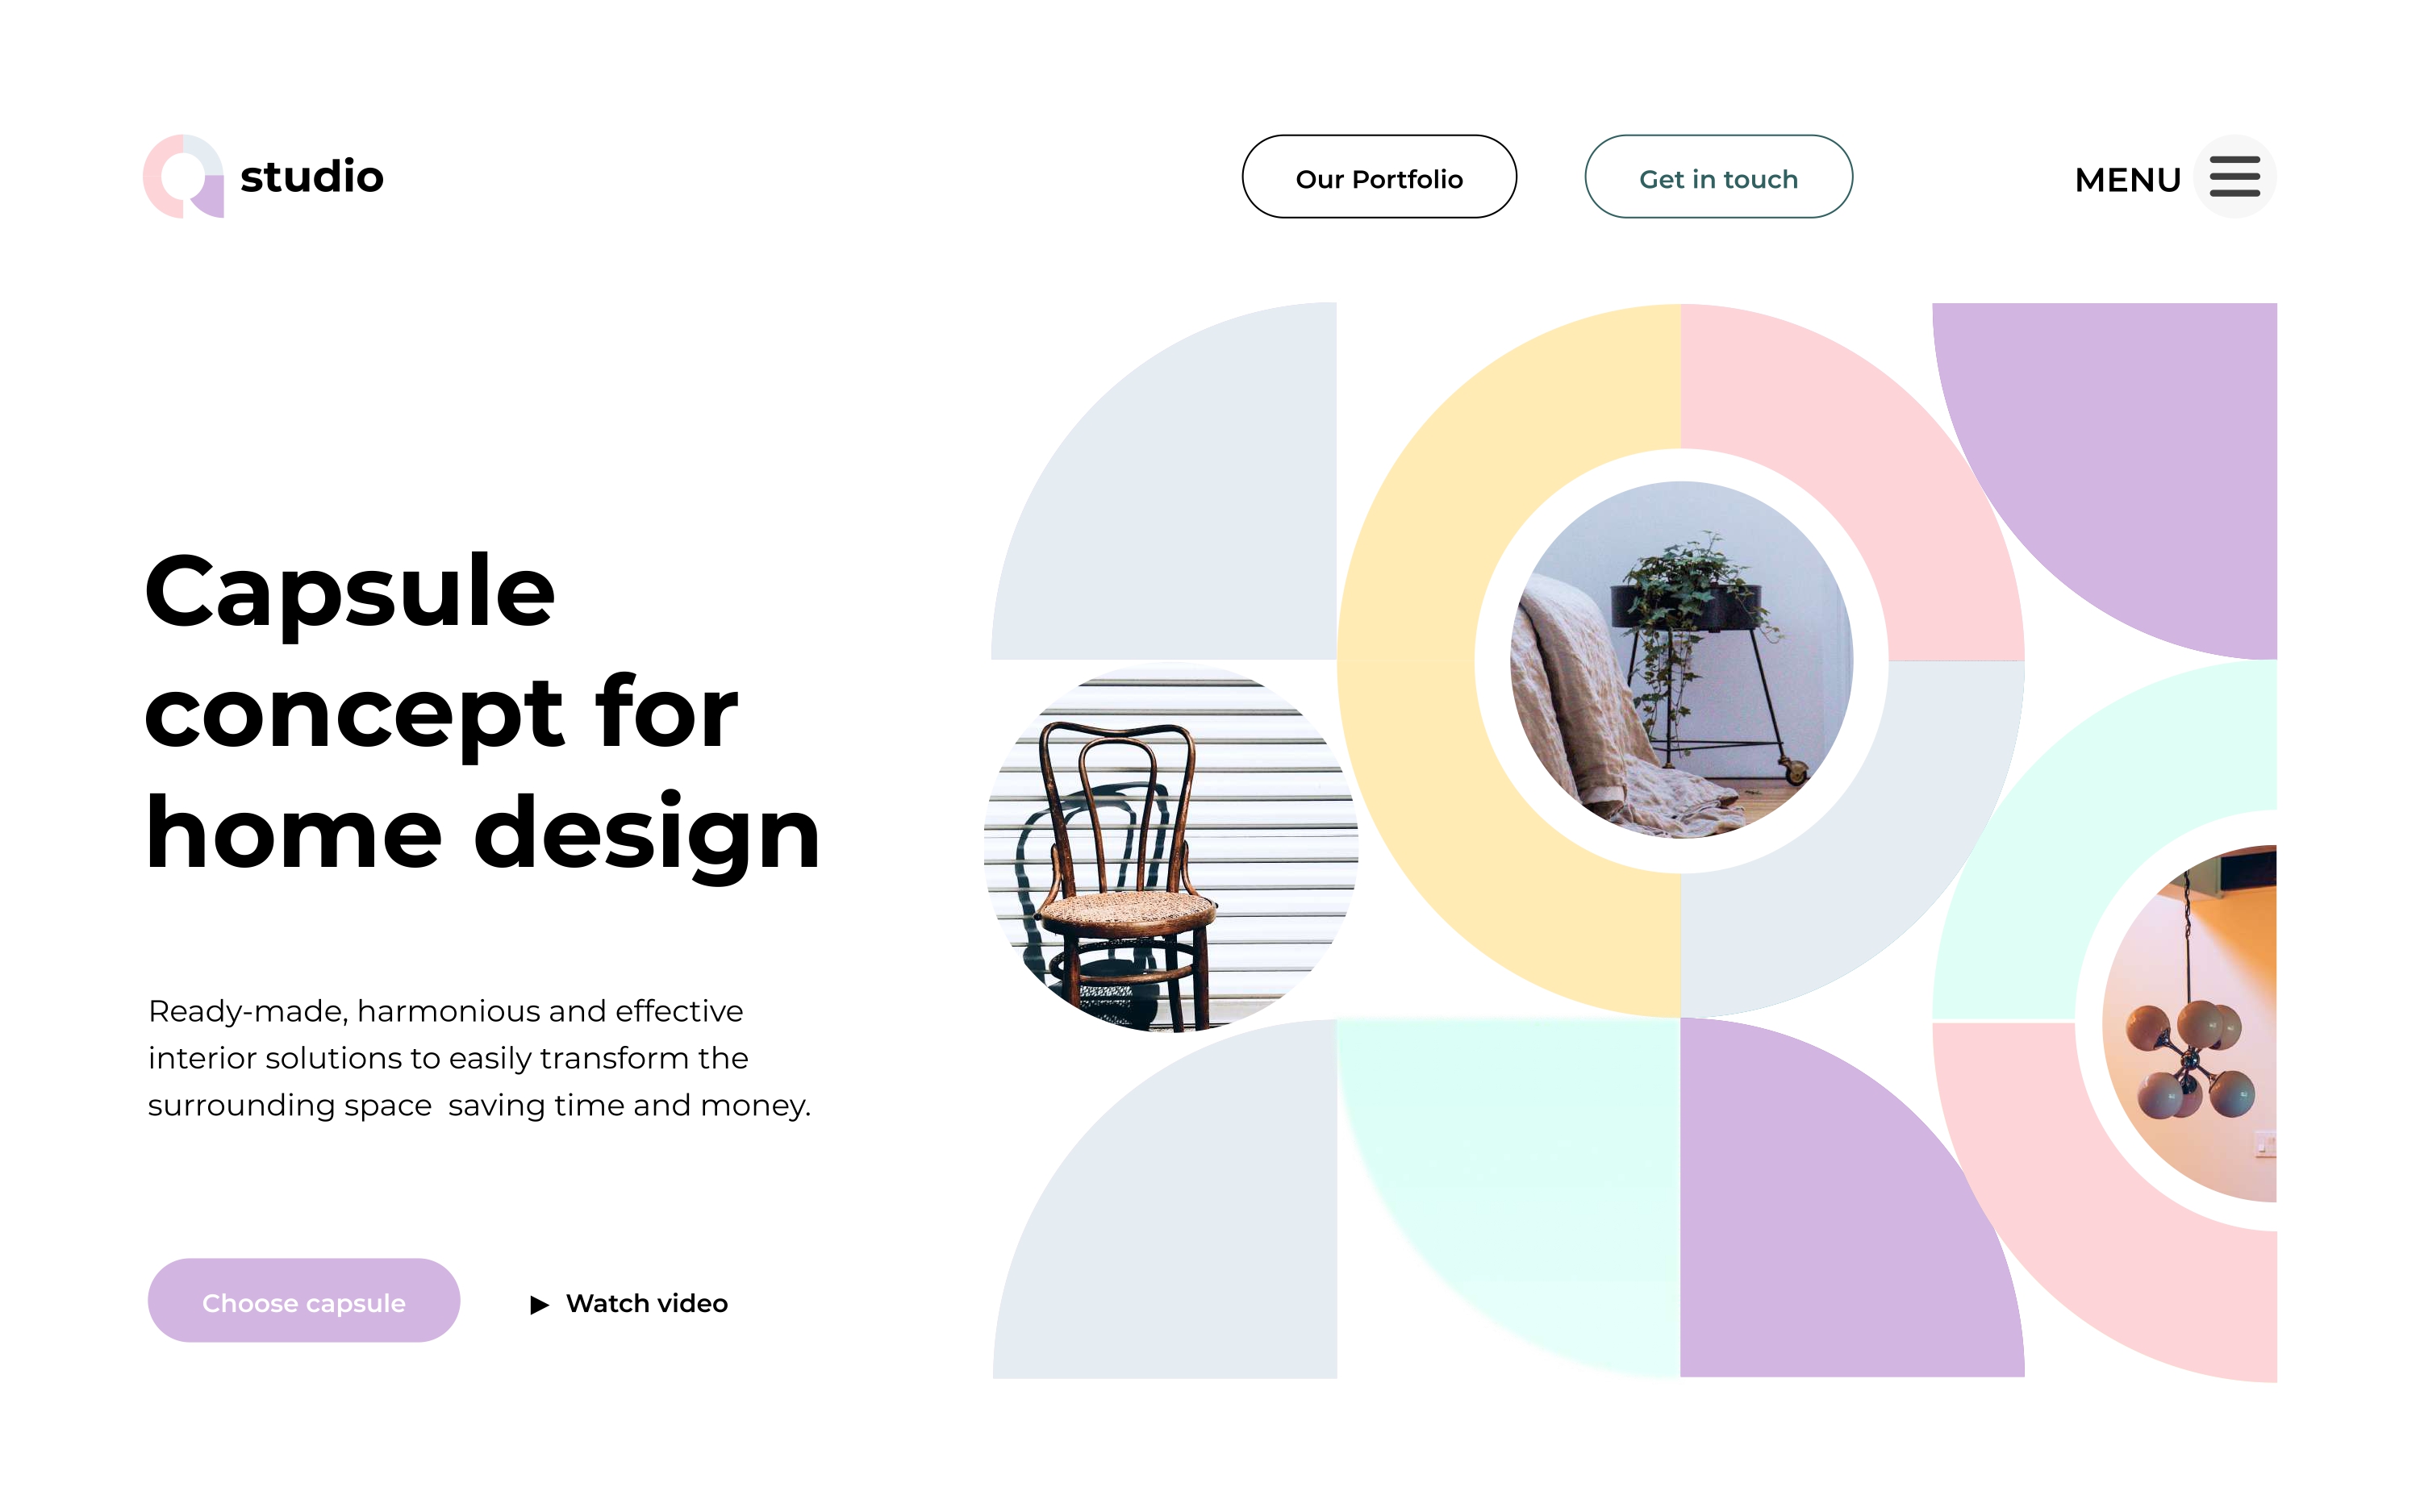 studio
Our Portfolio
Get in touch
MENU
Capsule
concept for
home design
Ready-made, harmonious and effective
interior solutions to easily transform the
surrounding space  saving time and money.
Choose capsule
Watch video